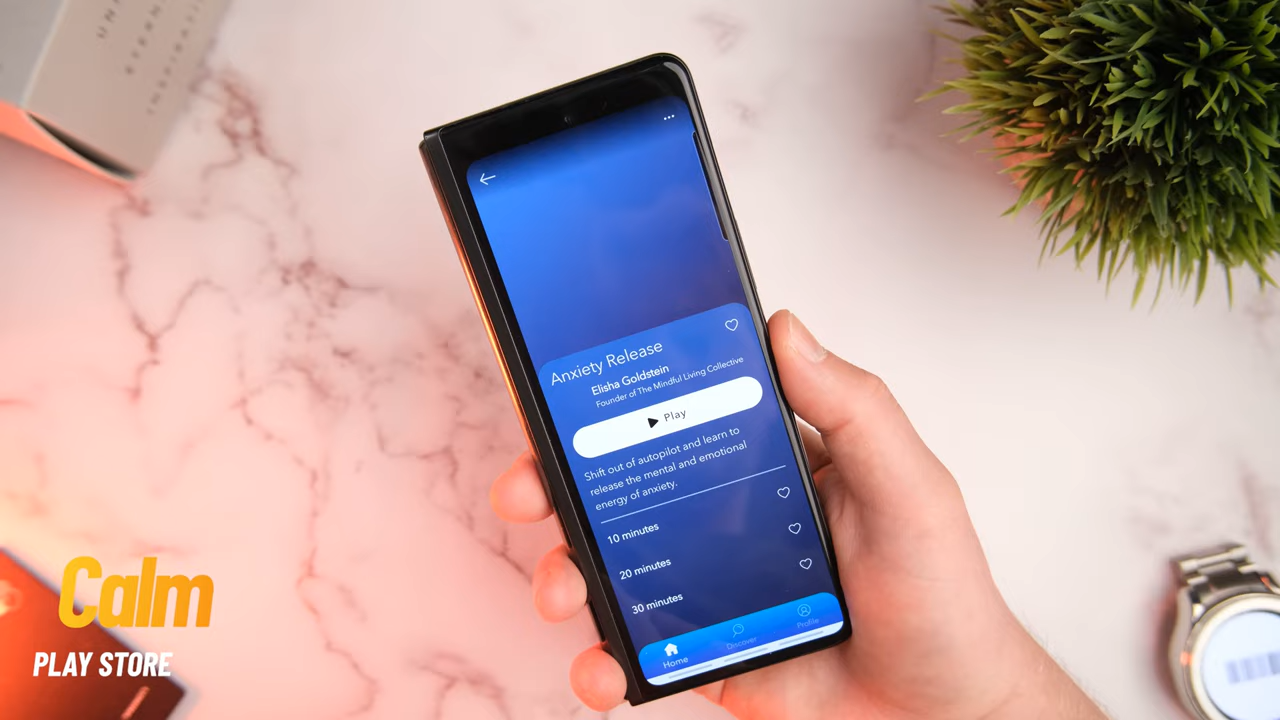 Anxiety Release
Elisha Goldstein
Founder of The Mindful Living Collective
Play
Shift out of autopilot and learn to
release the mental and emotional
energy of anxiety.
10 minutes
20 minutes
30 minutes
Home
Discover
Profile
Calm
PLAY STORE